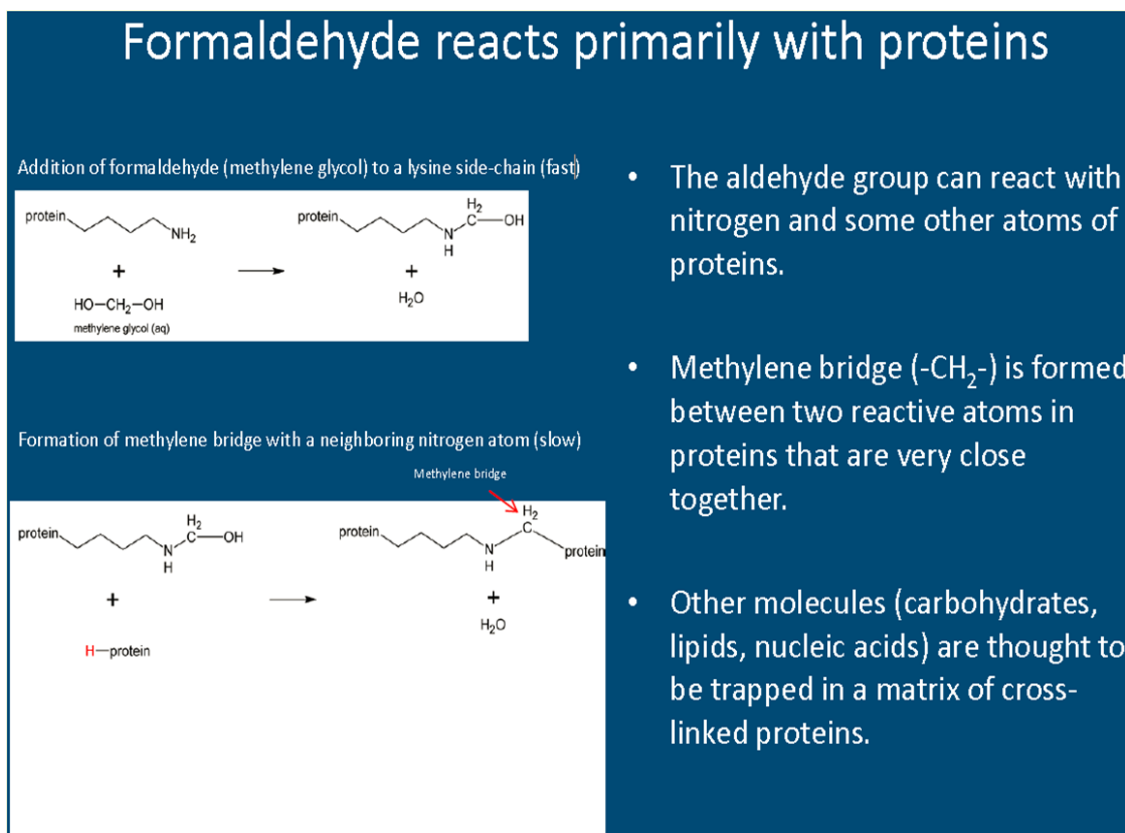 Formaldehyde reacts primarily with proteins
Addition of formaldehyde (methylene glycol) to a lysine side-chain (fast)
protein
NH₂
+
HO—CH₂—OH
methylene glycol (aq)
protein
H₂
C—OH
N
H
+
H₂O
Formation of methylene bridge with a neighboring nitrogen atom (slow)
Methylene bridge
protein
H₂
C—OH
N
H
+
H—protein
protein
H₂
C
N
H
protein
+
H₂O
• The aldehyde group can react with
nitrogen and some other atoms of
proteins.
• Methylene bridge (-CH₂-) is formed
between two reactive atoms in
proteins that are very close
together.
• Other molecules (carbohydrates,
lipids, nucleic acids) are thought to
be trapped in a matrix of cross-
linked proteins.